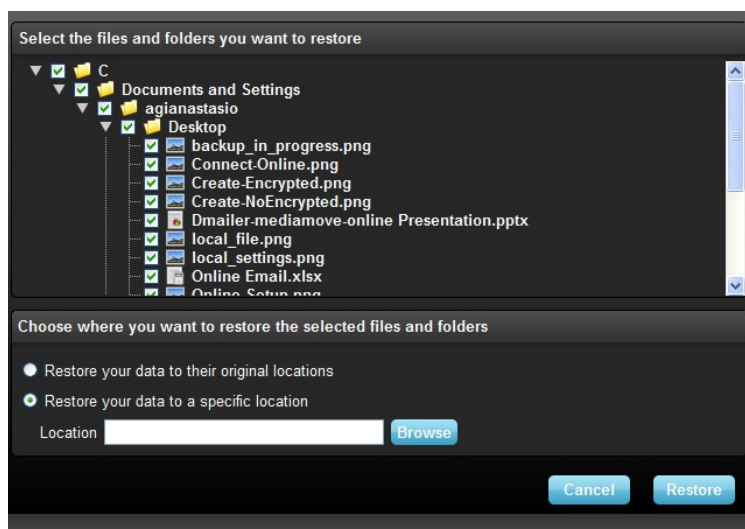 Select the files and folders you want to restore
C
Documents and Settings
agianastasio
Desktop
backup_in_progress.png
Connect-Online.png
Create-Encrypted.png
Create-NoEncrypted.png
Dmailer-mediamove-online Presentation.pptx
local_file.png
local_settings.png
Online Email.xlsx
Online-Setup.png
Choose where you want to restore the selected files and folders
Restore your data to their original locations
Restore your data to a specific location
Location Browse
Cancel Restore